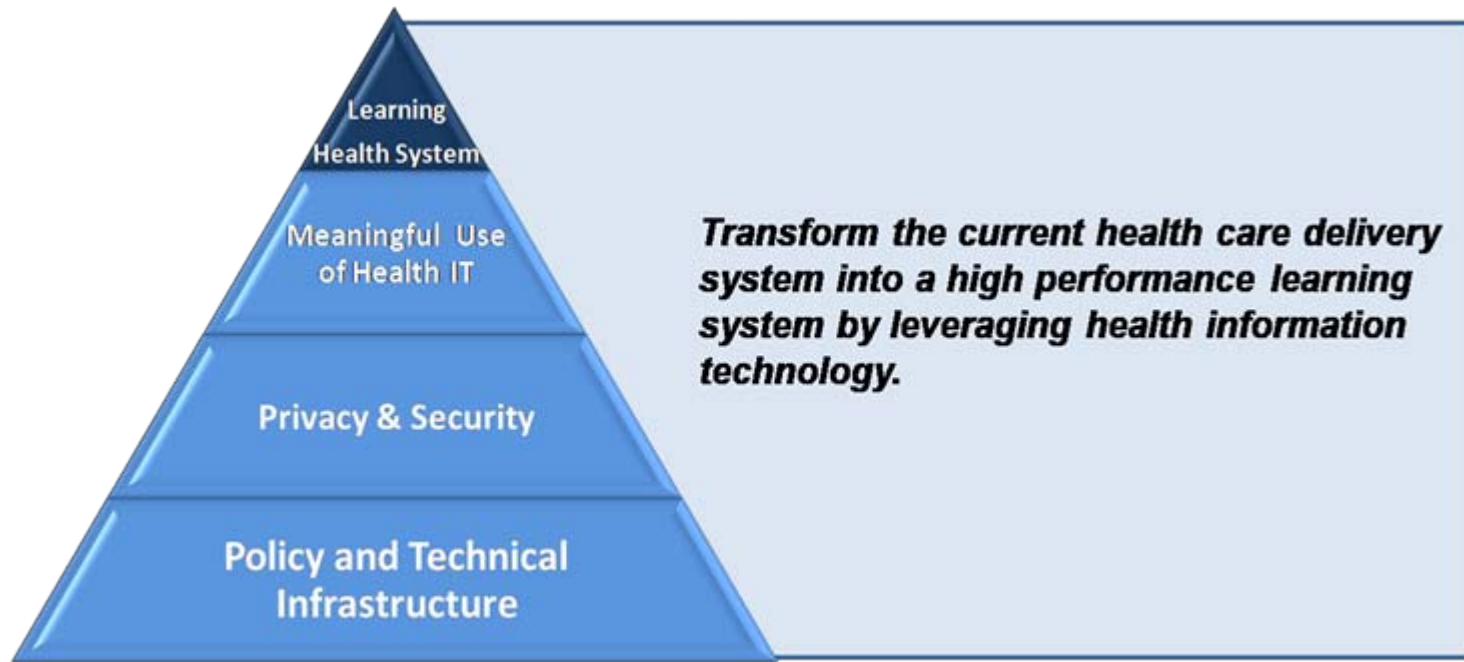 Learning
Health System
Meaningful Use
of Health IT
Privacy & Security
Policy and Technical
Infrastructure
Transform the current health care delivery
system into a high performance learning
system by leveraging health information
technology.